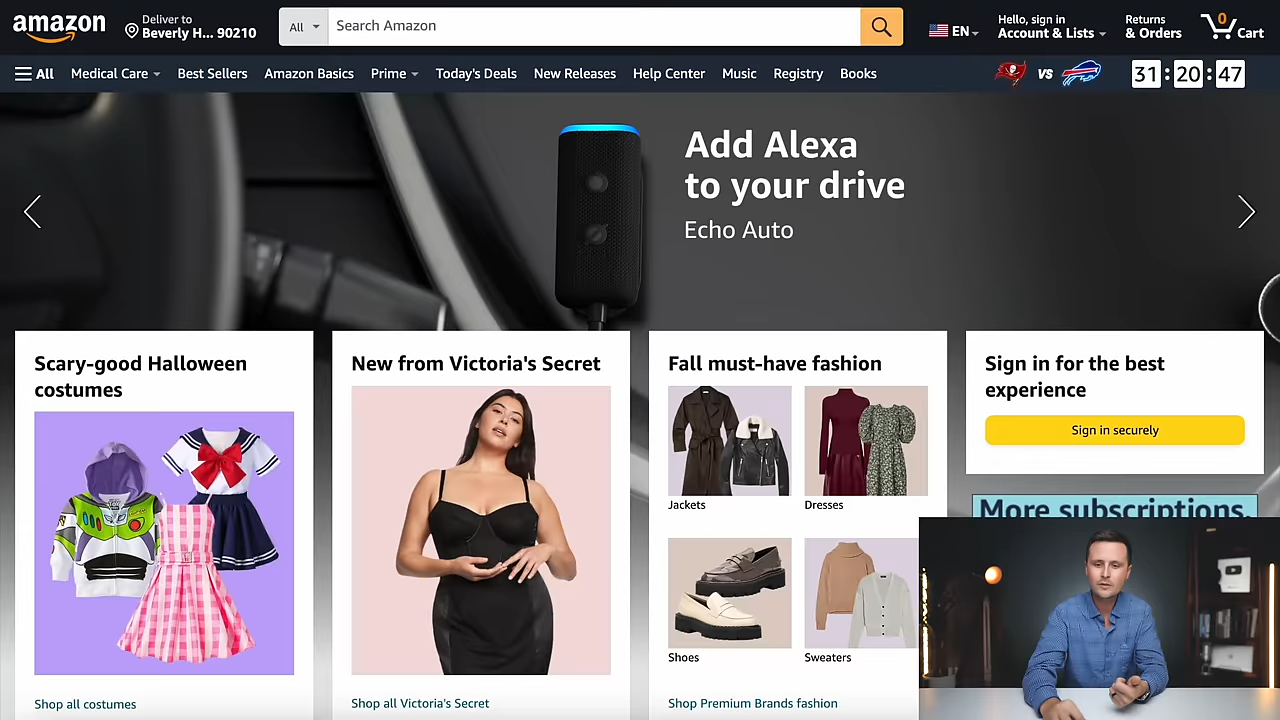 amazon
Deliver to
Beverly H... 90210
All
Search Amazon
EN
Hello, sign in
Account & Lists
Returns
& Orders
0
Cart
All
Medical Care
Best Sellers
Amazon Basics
Prime
Today's Deals
New Releases
Help Center
Music
Registry
Books
VS
31:20:47
Add Alexa
to your drive
Echo Auto
Scary-good Halloween
costumes
Shop all costumes
New from Victoria's Secret
Shop all Victoria's Secret
Fall must-have fashion
Jackets
Dresses
Shoes
Sweaters
Shop Premium Brands fashion
Sign in for the best
experience
Sign in securely
More subscriptions.